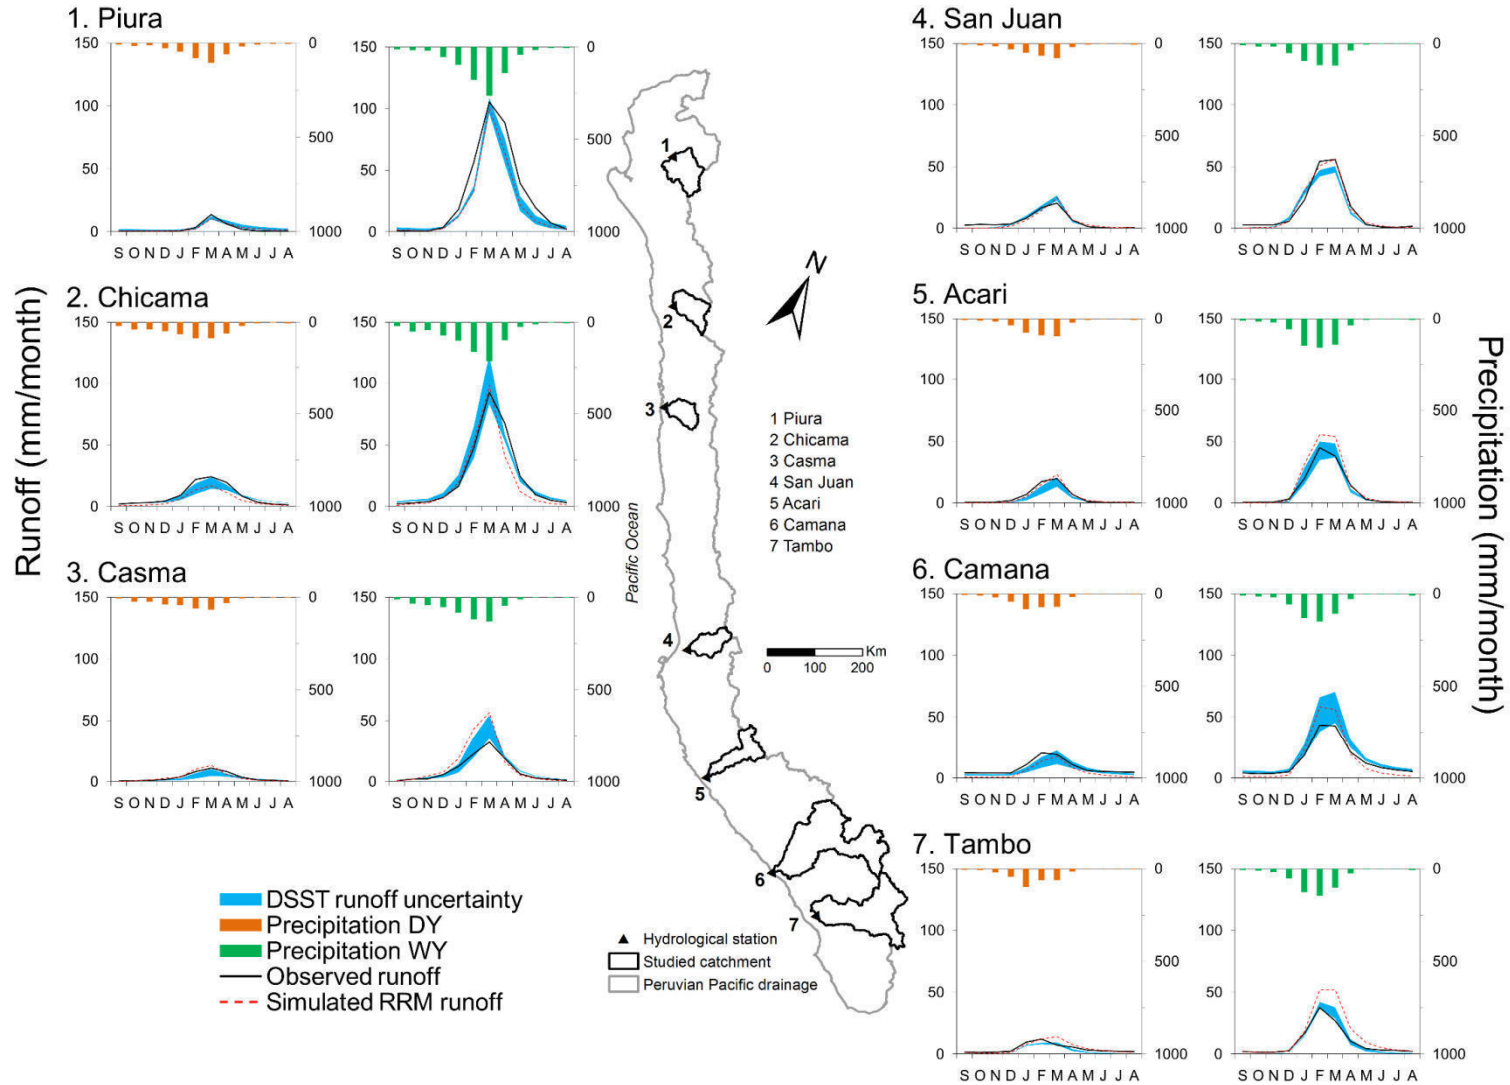 1. Piura
150 0 150 0
100 100
500 500
50 50
0 1000 0 1000
S O N D J F M A M J J A S O N D J F M A M J J A
2. Chicama
150 0 150 0
100 100
500 500
50 50
0 1000 0 1000
S O N D J F M A M J J A S O N D J F M A M J J A
3. Casma
150 0 150 0
100 100
500 500
50 50
0 1000 0 1000
S O N D J F M A M J J A S O N D J F M A M J J A
Runoff (mm/month)
DSST runoff uncertainty
Precipitation DY
Precipitation WY
Observed runoff
Simulated RRM runoff
1
2
3
4
5
6
7
N
Pacific Ocean
1 Piura
2 Chicama
3 Casma
4 San Juan
5 Acari
6 Camana
7 Tambo
Km
0 100 200
Hydrological station
Studied catchment
Peruvian Pacific drainage
4. San Juan
150 0 150 0
100 100
500 500
50 50
0 1000 0 1000
S O N D J F M A M J J A S O N D J F M A M J J A
5. Acari
150 0 150 0
100 100
500 500
50 50
0 1000 0 1000
S O N D J F M A M J J A S O N D J F M A M J J A
6. Camana
150 0 150 0
100 100
500 500
50 50
0 1000 0 1000
S O N D J F M A M J J A S O N D J F M A M J J A
7. Tambo
150 0 150 0
100 100
500 500
50 50
0 1000 0 1000
S O N D J F M A M J J A S O N D J F M A M J J A
Precipitation (mm/month)